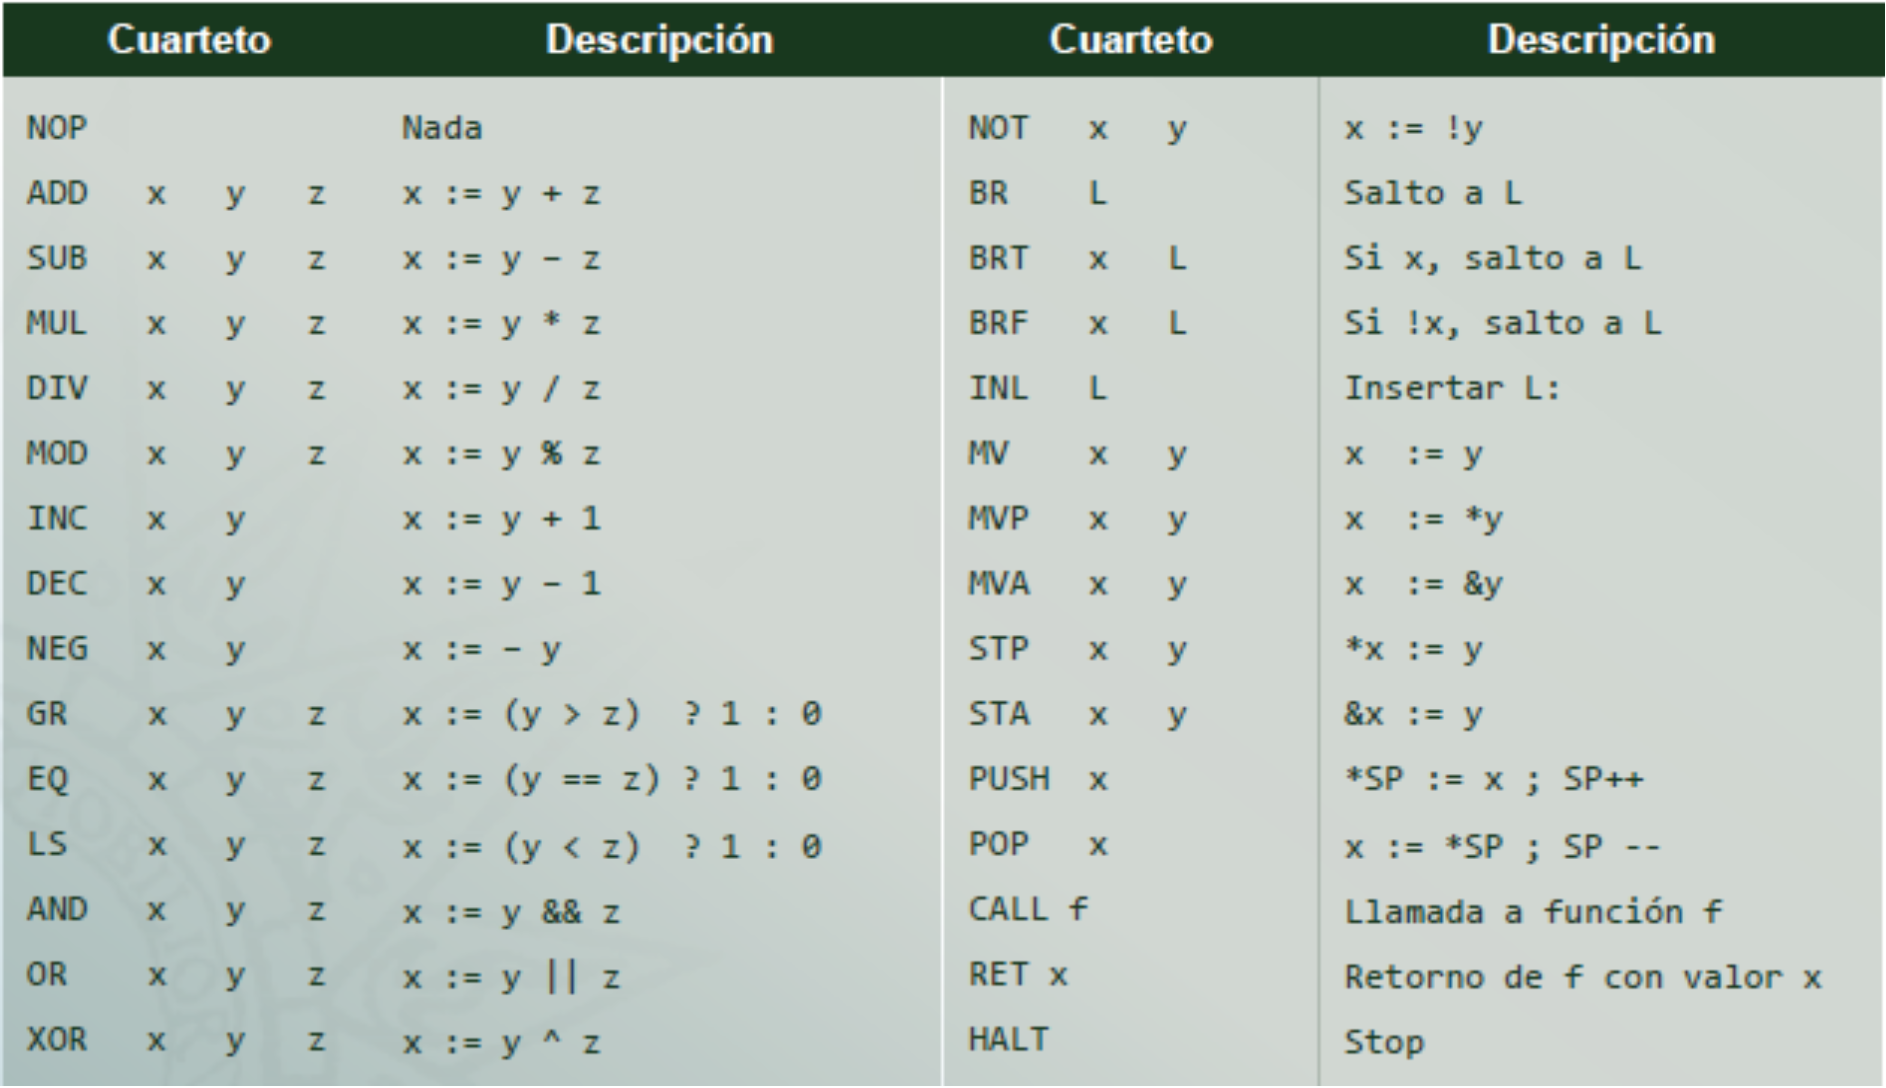 Cuarteto Descripción Cuarteto Descripción
NOP Nada NOT x y x := !y
ADD x y z x := y + z BR L Salto a L
SUB x y z x := y - z BRT x L Si x, salto a L
MUL x y z x := y * z BRF x L Si !x, salto a L
DIV x y z x := y / z INL L Insertar L:
MOD x y z x := y % z MV x y x := y
INC x y x := y + 1 MVP x y x := *y
DEC x y x := y - 1 MVA x y x := &y
NEG x y x := - y STP x y *x := y
GR x y z x := (y > z) ? 1 : 0 STA x y &x := y
EQ x y z x := (y == z) ? 1 : 0 PUSH x *SP := x ; SP++
LS x y z x := (y < z) ? 1 : 0 POP x x := *SP ; SP --
AND x y z x := y && z CALL f Llamada a función f
OR x y z x := y || z RET x Retorno de f con valor x
XOR x y z x := y ^ z HALT Stop